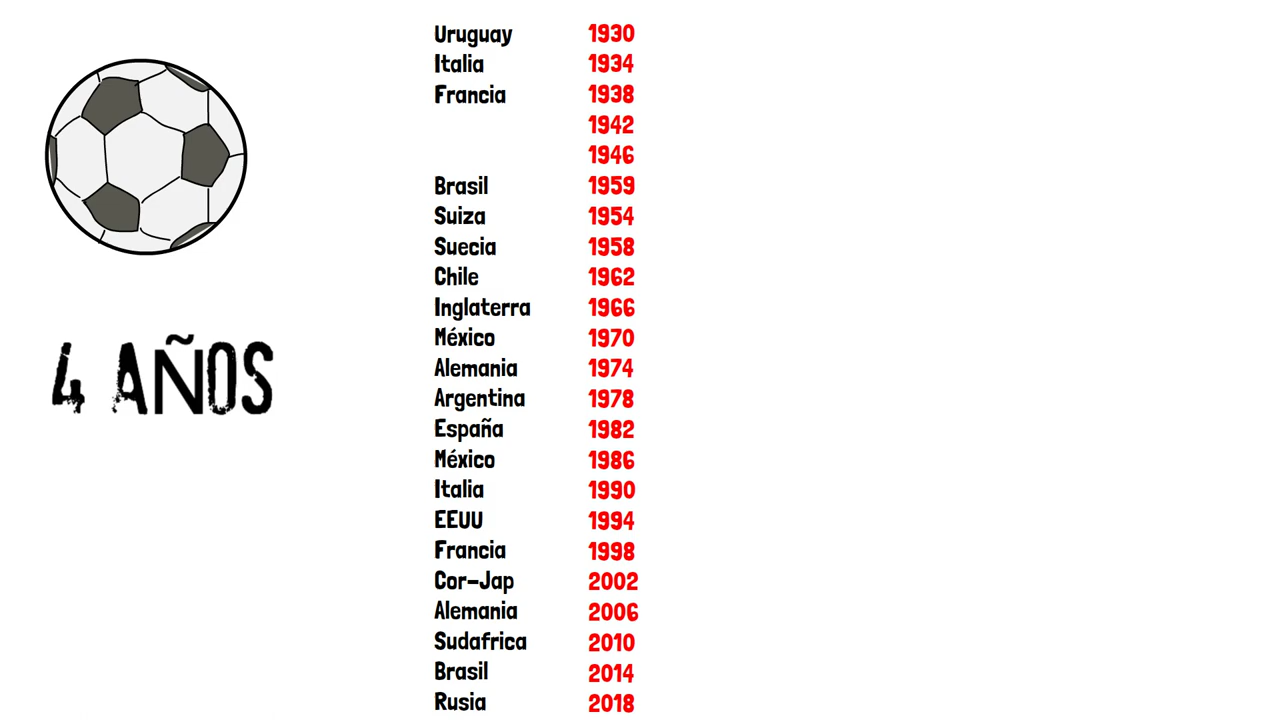 4 AÑOS
Uruguay 1930
Italia 1934
Francia 1938
1942
1946
Brasil 1959
Suiza 1954
Suecia 1958
Chile 1962
Inglaterra 1966
México 1970
Alemania 1974
Argentina 1978
España 1982
México 1986
Italia 1990
EEUU 1994
Francia 1998
Cor-Jap 2002
Alemania 2006
Sudafrica 2010
Brasil 2014
Rusia 2018